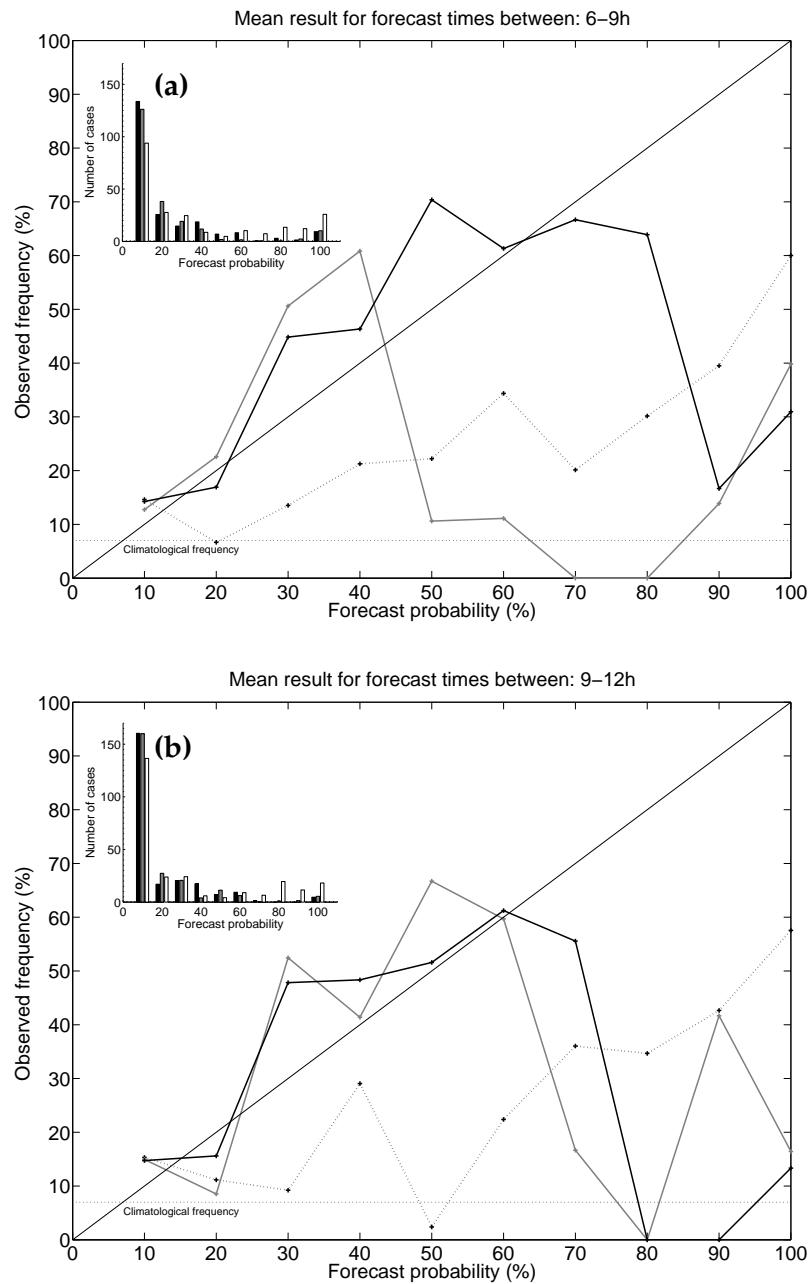 Mean result for forecast times between: 6–9h
100
90
80
70
60
50
40
30
20
10
0
Observed frequency (%)
(a)
150
100
50
0
Number of cases
0 20 40 60 80 100
Forecast probability
Climatological frequency
0 10 20 30 40 50 60 70 80 90 100
Forecast probability (%)
Mean result for forecast times between: 9–12h
100
90
80
70
60
50
40
30
20
10
0
Observed frequency (%)
(b)
150
100
50
0
Number of cases
0 20 40 60 80 100
Forecast probability
Climatological frequency
0 10 20 30 40 50 60 70 80 90 100
Forecast probability (%)